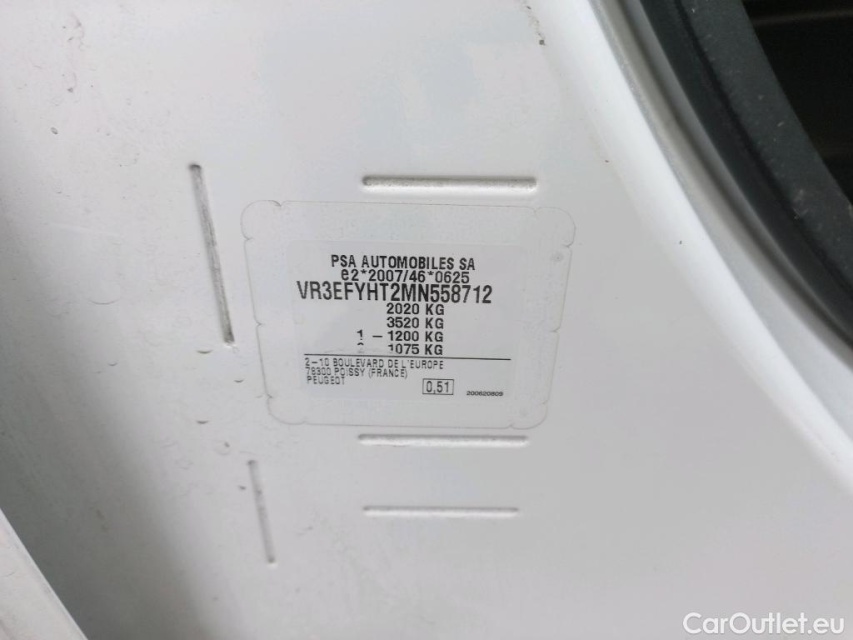 PSA AUTOMOBILES SA
e2*2007/46*0625
VR3EFYHT2MN558712
2020 KG
3520 KG
1 - 1200 KG
- 1075 KG
2-10 BOULEVARD DE L'EUROPE
78300 POISSY (FRANCE)
PEUGEOT
0,51
200620809
CarOutlet.eu